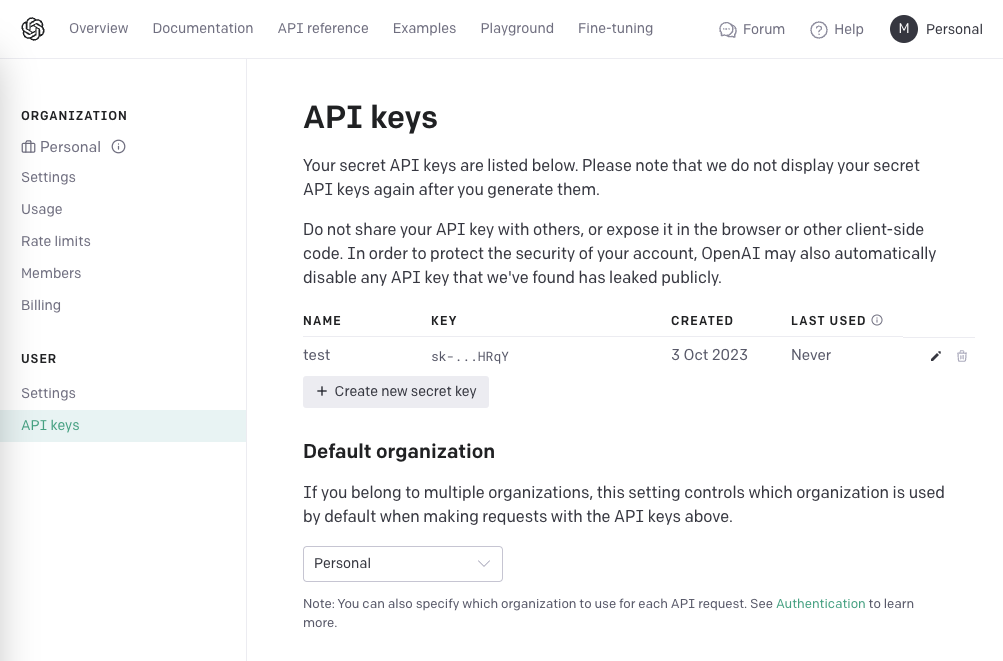 Overview Documentation API reference Examples Playground Fine-tuning Forum Help M Personal
ORGANIZATION
Personal
Settings
Usage
Rate limits
Members
Billing
USER
Settings
API keys
API keys
Your secret API keys are listed below. Please note that we do not display your secret
API keys again after you generate them.
Do not share your API key with others, or expose it in the browser or other client-side
code. In order to protect the security of your account, OpenAI may also automatically
disable any API key that we've found has leaked publicly.
NAME KEY CREATED LAST USED
test sk-...HRqY 3 Oct 2023 Never
+ Create new secret key
Default organization
If you belong to multiple organizations, this setting controls which organization is used
by default when making requests with the API keys above.
Personal
Note: You can also specify which organization to use for each API request. See Authentication to learn
more.